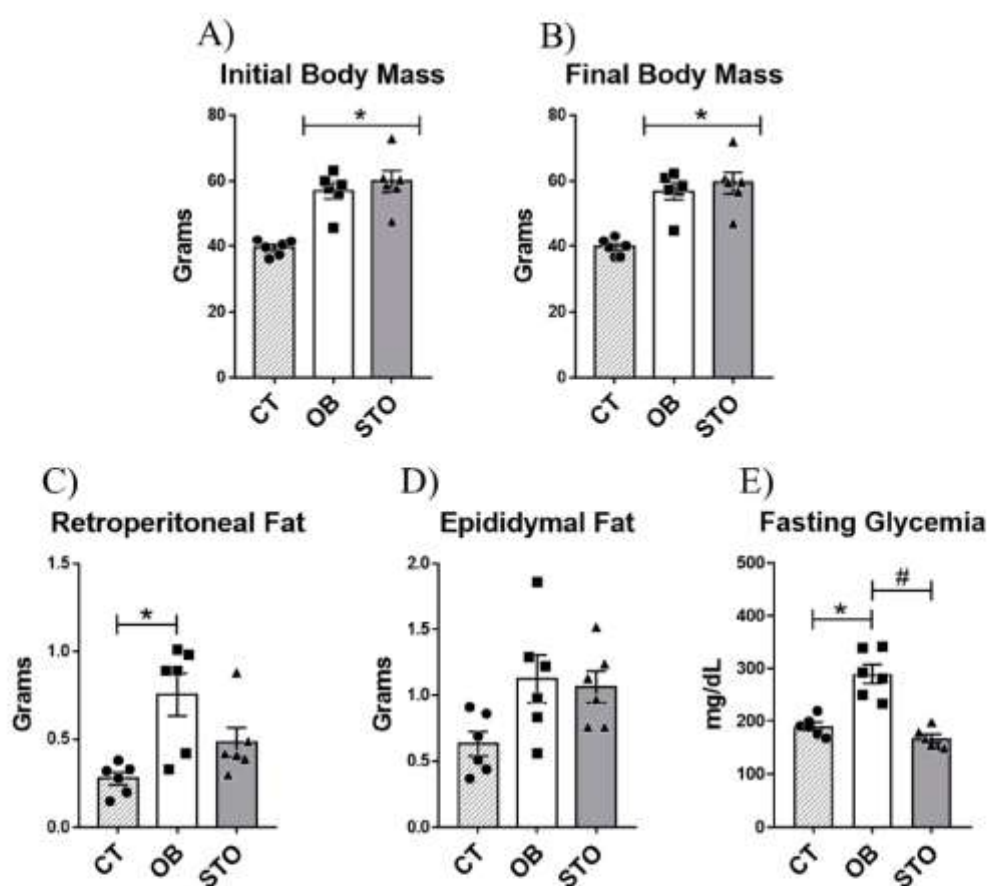 A)
Initial Body Mass
Grams
80
60
40
20
0
*
CT
OB
STO
B)
Final Body Mass
Grams
80
60
40
20
0
*
CT
OB
STO
C)
Retroperitoneal Fat
Grams
1.5
1.0
0.5
0.0
*
CT
OB
STO
D)
Epididymal Fat
Grams
2.0
1.5
1.0
0.5
0.0
CT
OB
STO
E)
Fasting Glycemia
mg/dL
500
400
300
200
100
0
*
#
CT
OB
STO